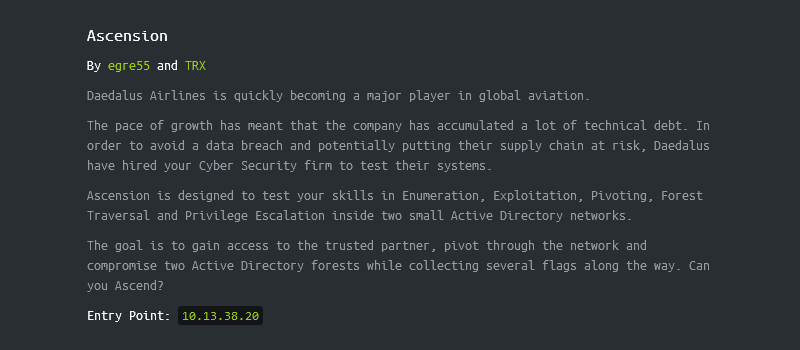 Ascension
By egre55 and TRX
Daedalus Airlines is quickly becoming a major player in global aviation.
The pace of growth has meant that the company has accumulated a lot of technical debt. In
order to avoid a data breach and potentially putting their supply chain at risk, Daedalus
have hired your Cyber Security firm to test their systems.
Ascension is designed to test your skills in Enumeration, Exploitation, Pivoting, Forest
Traversal and Privilege Escalation inside two small Active Directory networks.
The goal is to gain access to the trusted partner, pivot through the network and
compromise two Active Directory forests while collecting several flags along the way. Can
you Ascend?
Entry Point: 10.13.38.20